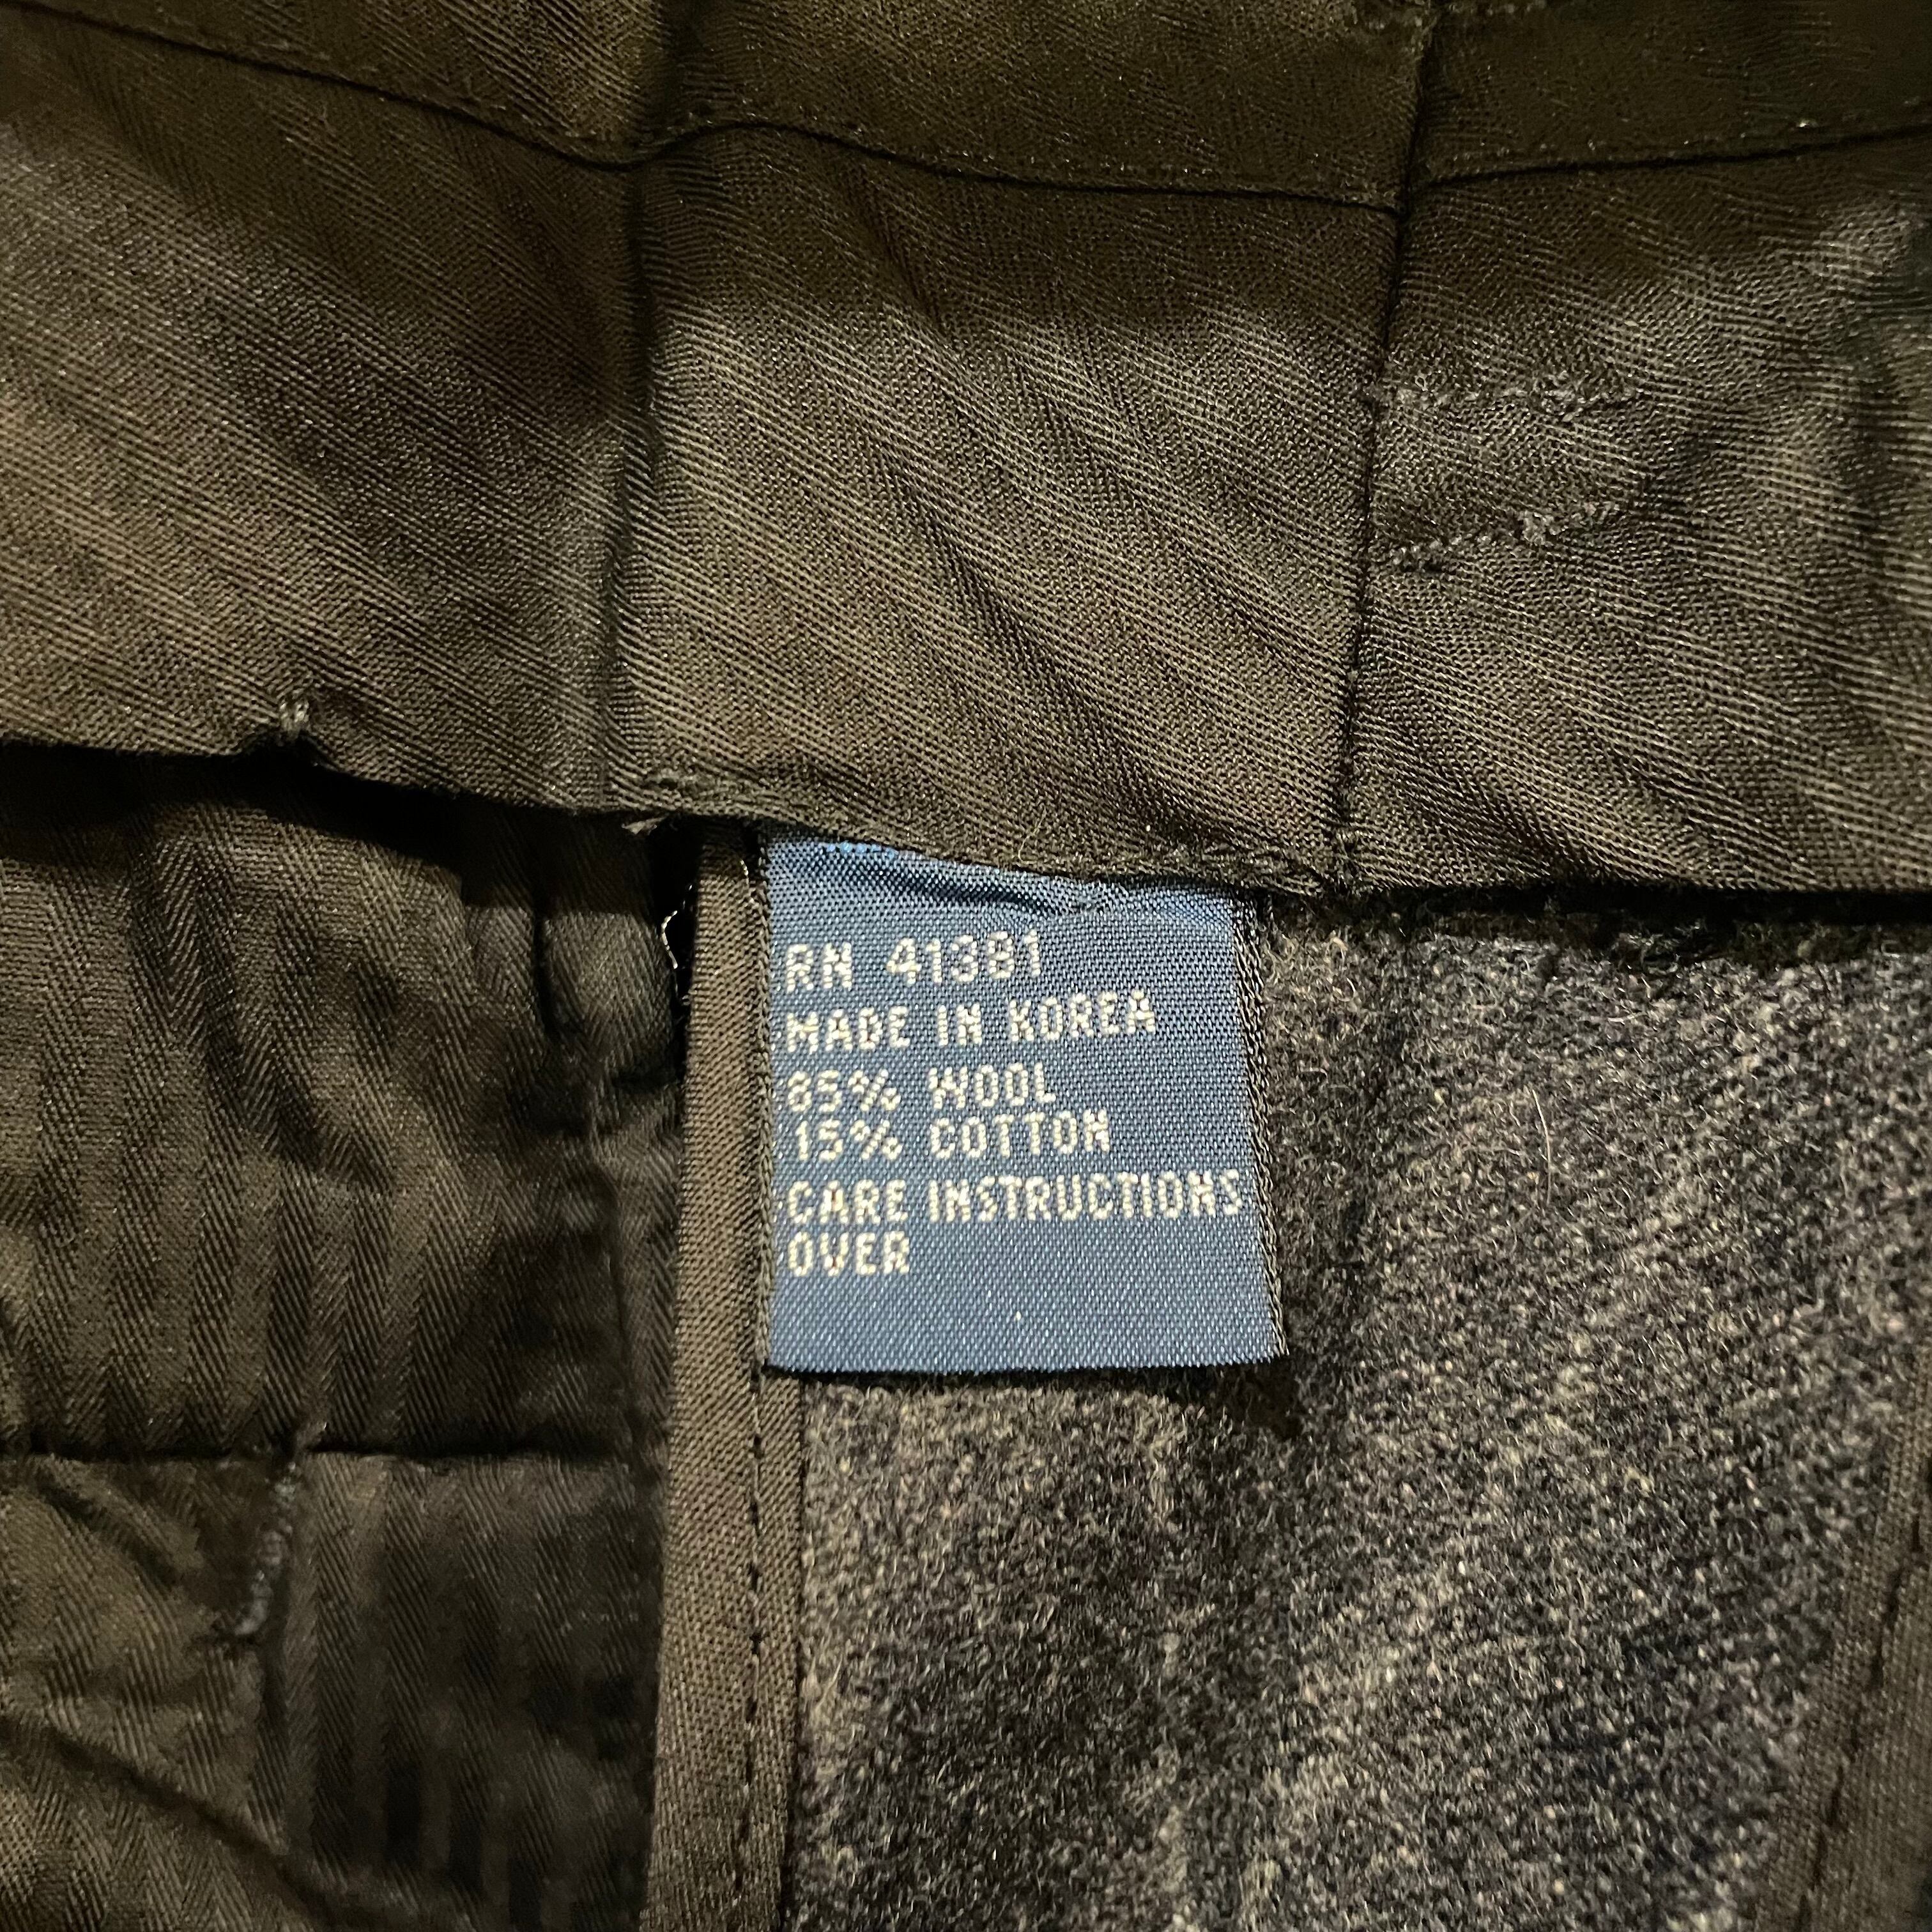 RN 41381
MADE IN KOREA
85% WOOL
15% COTTON
CARE INSTRUCTIONS
OVER